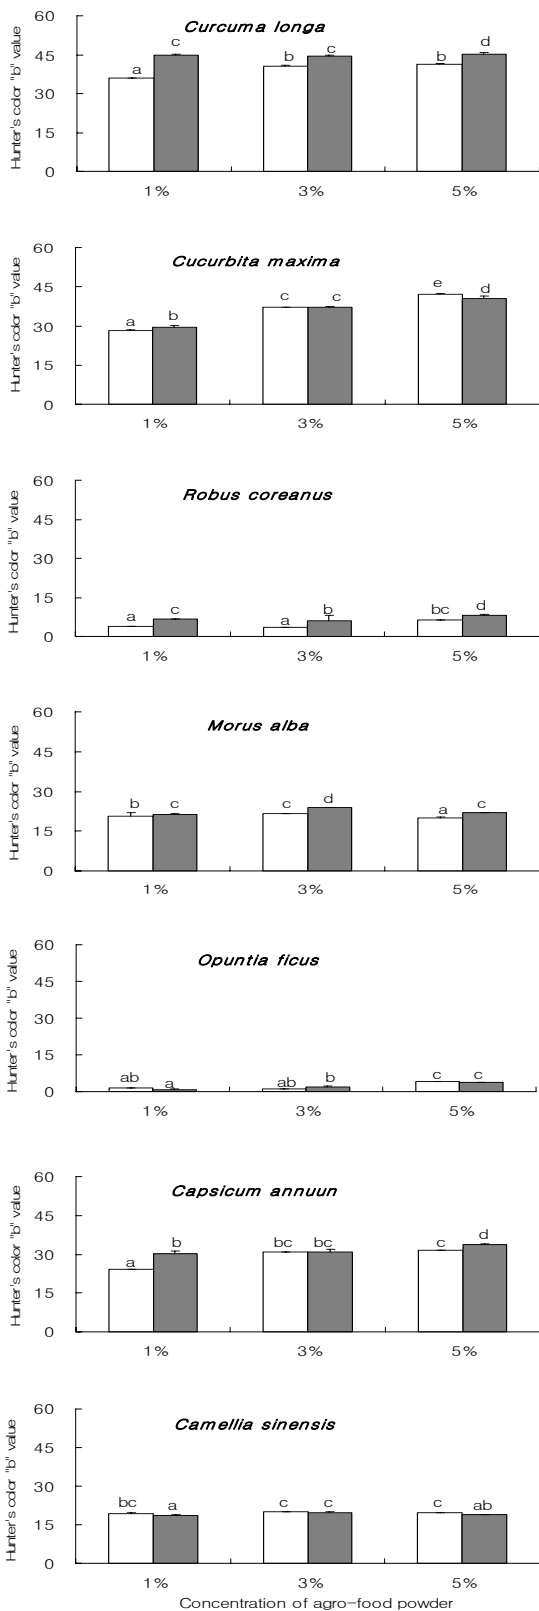 Curcuma longa
Hunter's color "b" value
60
45
30
15
0
a
c
b
c
b
d
1%
3%
5%
Cucurbita maxima
Hunter's color "b" value
60
45
30
15
0
a
b
c
c
e
d
1%
3%
5%
Robus coreanus
Hunter's color "b" value
60
45
30
15
0
a
c
a
b
bc
d
1%
3%
5%
Morus alba
Hunter's color "b" value
60
45
30
15
0
b
c
c
d
a
c
1%
3%
5%
Opuntia ficus
Hunter's color "b" value
60
45
30
15
0
ab
a
ab
b
c
c
1%
3%
5%
Capsicum annuun
Hunter's color "b" value
60
45
30
15
0
a
b
bc
bc
c
d
1%
3%
5%
Camellia sinensis
Hunter's color "b" value
60
45
30
15
0
bc
a
c
c
c
ab
1%
3%
5%
Concentration of agro-food powder